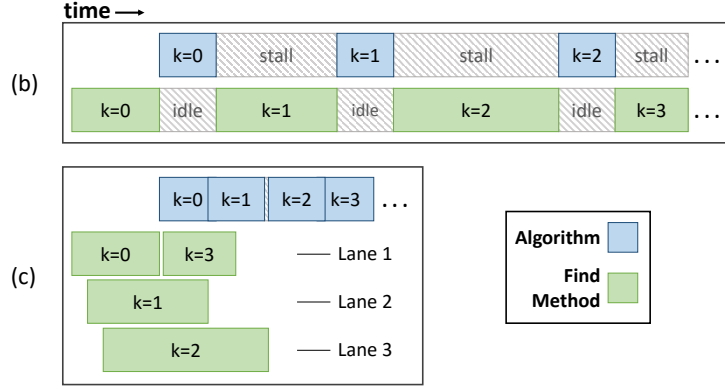 time
(b)
k=0 stall k=1 stall k=2 stall ...
k=0 idle k=1 idle k=2 idle k=3 ...
(c)
k=0 k=1 k=2 k=3 ...
k=0 k=3 Lane 1
k=1 Lane 2
k=2 Lane 3
Algorithm
Find
Method